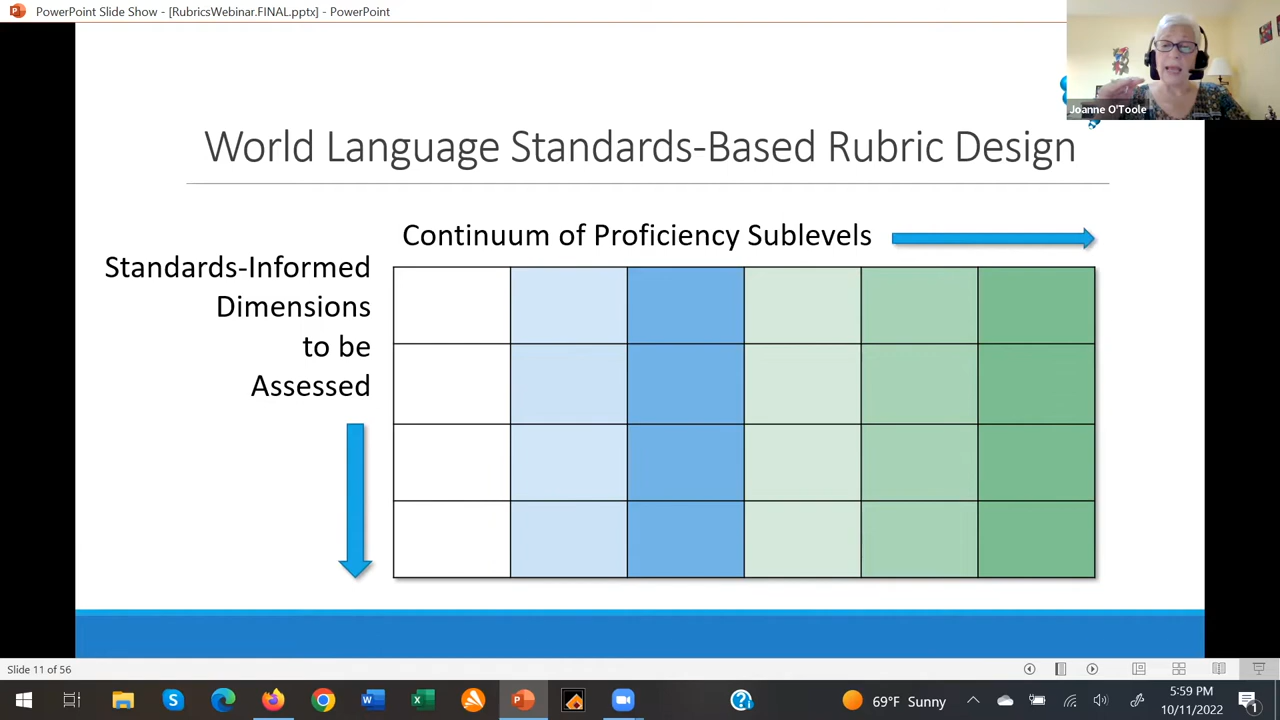 PowerPoint Slide Show - [RubricsWebinar.FINAL.pptx] - PowerPoint
Joanne O'Toole
World Language Standards-Based Rubric Design
Continuum of Proficiency Sublevels
Standards-Informed
Dimensions
to be
Assessed
Slide 11 of 56
69°F Sunny
5:59 PM
10/11/2022
1